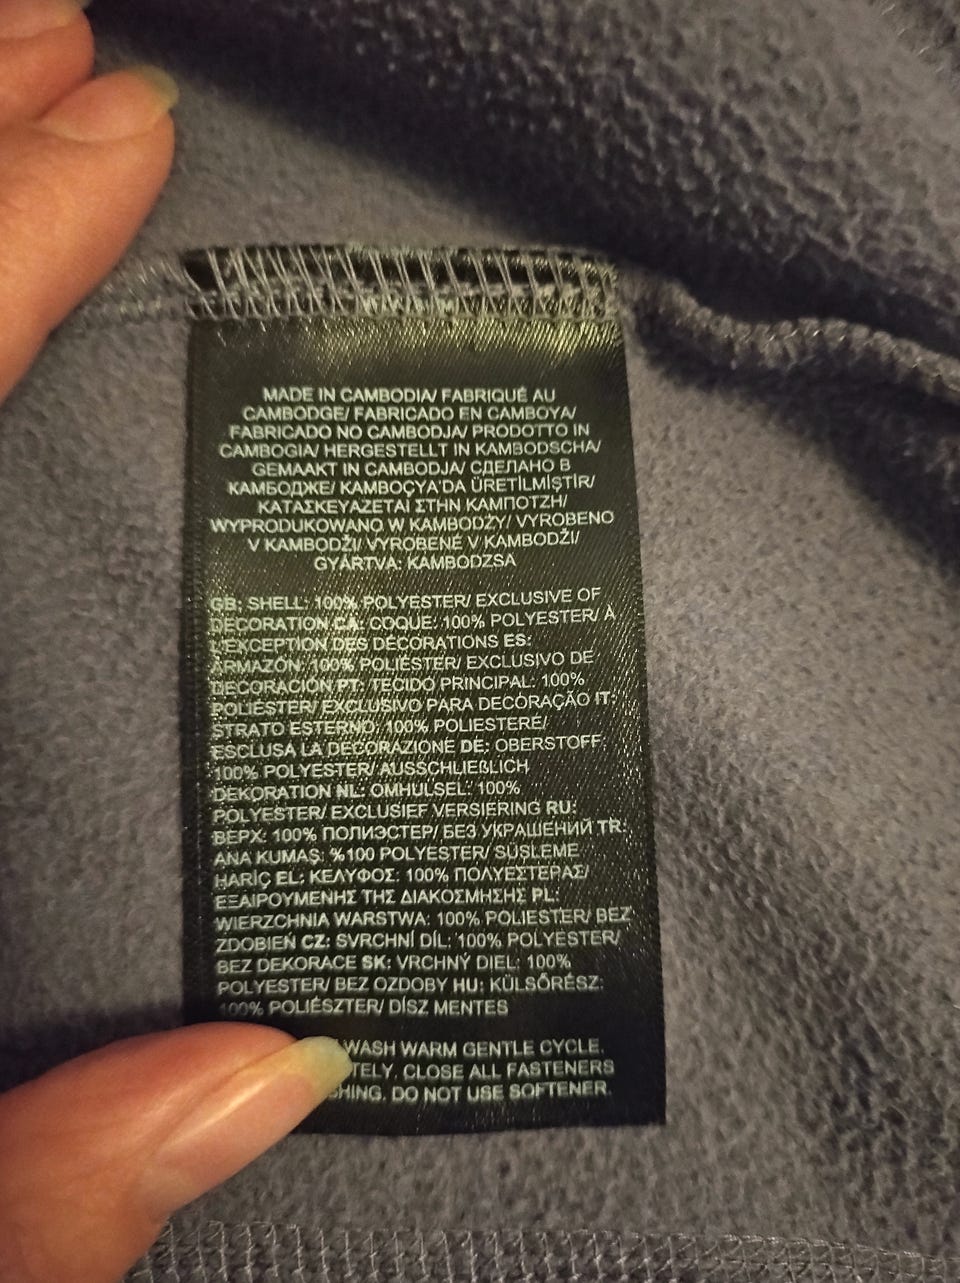 MADE IN CAMBODIA/ FABRIQUÉ AU
CAMBODGE/ FABRICADO EN CAMBOYA/
FABRICADO NO CAMBODJA/ PRODOTTO IN
CAMBOGIA/ HERGESTELLT IN KAMBODSCHA/
GEMAAKT IN CAMBODJA/ СДЕЛАНО В
КАМБОДЖЕ/ KAMBOÇYA'DA ÜRETİLMİŞTİR/
ΚΑΤΑΣΚΕΥΑΖΕΤΑΙ ΣΤΗΝ ΚΑΜΠΟΤΖΗ/
WYPRODUKOWANO W KAMBODŻY/ VYROBENO
V KAMBODŽI/ VYROBENÉ V KAMBODŽI/
GYÁRTVA: KAMBODZSA
GB: SHELL: 100% POLYESTER/ EXCLUSIVE OF
DECORATION CA: COQUE: 100% POLYESTER/ À
L'EXCEPTION DES DÉCORATIONS ES:
ARMAZÓN: 100% POLIÉSTER/ EXCLUSIVO DE
DECORACIÓN PT: TECIDO PRINCIPAL: 100%
POLIÉSTER/ EXCLUSIVO PARA DECORAÇÃO IT:
STRATO ESTERNO: 100% POLIESTERE/
ESCLUSA LA DECORAZIONE DE: OBERSTOFF:
100% POLYESTER/ AUSSCHLIEßLICH
DEKORATION NL: OMHULSEL: 100%
POLYESTER/ EXCLUSIEF VERSIERING RU:
ВЕРХ: 100% ПОЛИЭСТЕР/ БЕЗ УКРАШЕНИЙ TR:
ANA KUMAŞ: %100 POLYESTER/ SÜSLEME
HARİÇ EL: ΚΕΛΥΦΟΣ: 100% ΠΟΛΥΕΣΤΕΡΑΣ/
ΕΞΑΙΡΟΥΜΕΝΗΣ ΤΗΣ ΔΙΑΚΟΣΜΗΣΗΣ PL:
WIERZCHNIA WARSTWA: 100% POLIESTER/ BEZ
ZDOBIEŃ CZ: SVRCHNÍ DÍL: 100% POLYESTER/
BEZ DEKORACE SK: VRCHNÝ DIEL: 100%
POLYESTER/ BEZ OZDOBY HU: KÜLSŐRÉSZ:
100% POLIÉSZTER/ DÍSZ MENTES
WASH WARM GENTLE CYCLE.
TELY. CLOSE ALL FASTENERS
HING. DO NOT USE SOFTENER.